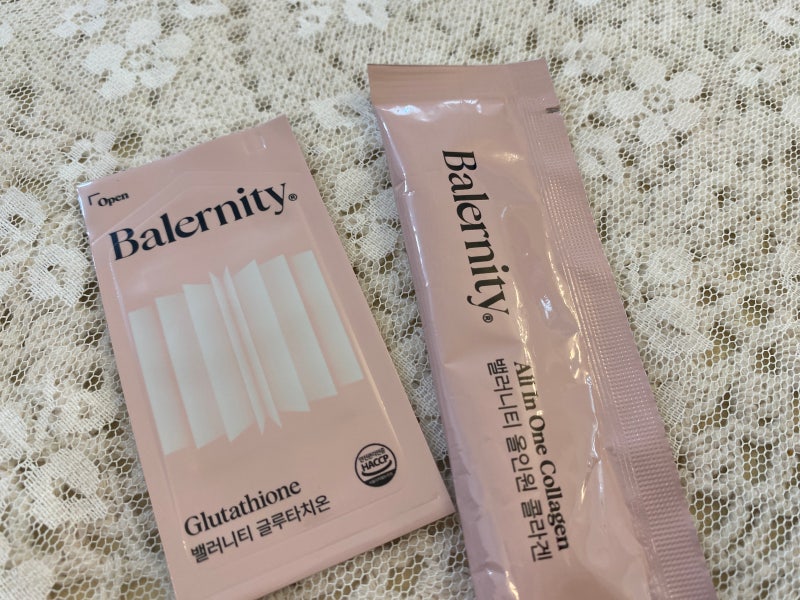 Open
Balernity®
HACCP
Glutathione
밸러니티 글루타치온
Balernity®
All in One Collagen
밸러니티 올인원 콜라겐